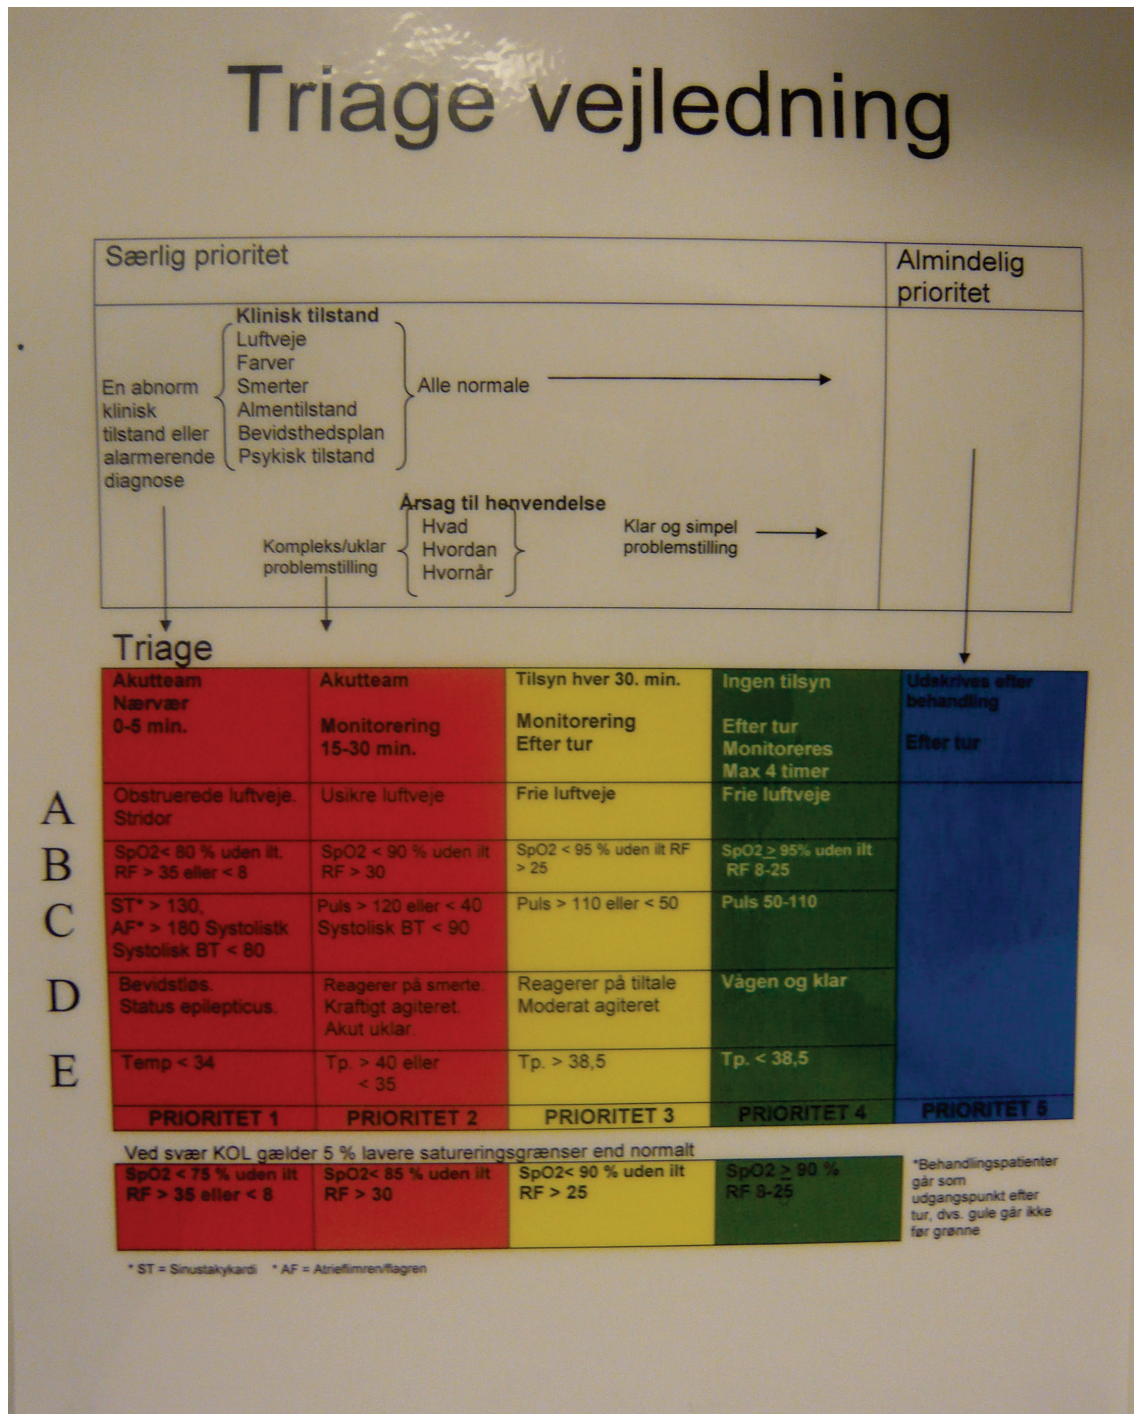 Triage vejledning
Særlig prioritet
Almindelig
prioritet
Klinisk tilstand
Luftveje
Farver
Smerter
Almentilstand
Bevidsthedsplan
Psykisk tilstand
En abnorm
klinisk
tilstand eller
alarmerende
diagnose
Alle normale
Årsag til henvendelse
Hvad
Hvordan
Hvornår
Kompleks/uklar
problemstilling
Klar og simpel
problemstilling
Triage
Akutteam
Nærvær
0-5 min.
Akutteam
Monitorering
15-30 min.
Tilsyn hver 30. min.
Monitorering
Efter tur
Ingen tilsyn
Efter tur
Monitoreres
Max 4 timer
Udskrives efter
behandling
Efter tur
A
Obstruerede luftveje.
Stridor
Usikre luftveje
Frie luftveje
Frie luftveje
B
SpO2< 80 % uden ilt.
RF > 35 eller < 8
SpO2 < 90 % uden ilt
RF > 30
SpO2 < 95 % uden ilt RF
> 25
SpO2 ≥ 95% uden ilt
RF 8-25
C
ST* > 130,
AF* > 180 Systolistk
Systolisk BT < 80
Puls > 120 eller < 40
Systolisk BT < 90
Puls > 110 eller < 50
Puls 50-110
D
Bevidstløs.
Status epilepticus.
Reagerer på smerte.
Kraftigt agiteret.
Akut uklar.
Reagerer på tiltale
Moderat agiteret
Vågen og klar
E
Temp < 34
Tp. > 40 eller
< 35
Tp. > 38,5
Tp. < 38,5
PRIORITET 1
PRIORITET 2
PRIORITET 3
PRIORITET 4
PRIORITET 5
Ved svær KOL gælder 5 % lavere satureringsgrænser end normalt
SpO2 < 75 % uden ilt
RF > 35 eller < 8
SpO2< 85 % uden ilt
RF > 30
SpO2< 90 % uden ilt
RF > 25
SpO2 ≥ 90 %
RF 8-25
*Behandlingspatienter
går som
udgangspunkt efter
tur, dvs. gule går ikke
før grønne
* ST = Sinustakykardi * AF = Atrieflimren/flagren